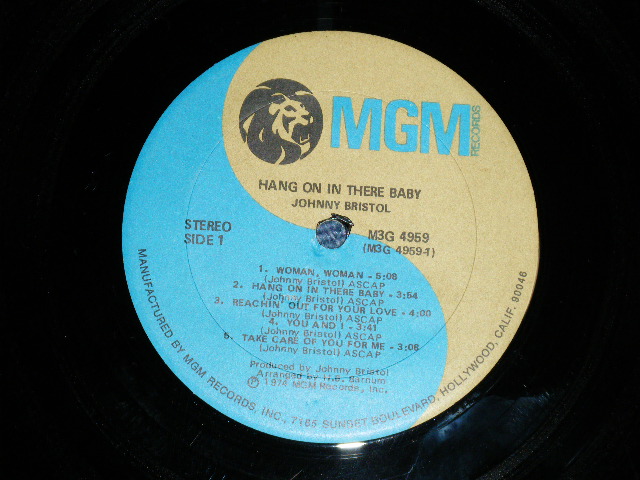 MGM
RECORDS
HANG ON IN THERE BABY
JOHNNY BRISTOL
STEREO
SIDE 1
M3G 4959
(M3G 4959-1)
1. WOMAN, WOMAN - 5:08
(Johnny Bristol) ASCAP
2. HANG ON IN THERE BABY - 3:54
(Johnny Bristol) ASCAP
3. REACHIN' OUT FOR YOUR LOVE - 4:00
(Johnny Bristol) ASCAP
4. YOU AND I - 3:41
(Johnny Bristol) ASCAP
5. TAKE CARE OF YOU FOR ME - 3:08
(Johnny Bristol) ASCAP
Produced by Johnny Bristol
Arranged by H.B. Barnum
Ⓟ 1974 MGM Records, Inc.
MANUFACTURED BY MGM RECORDS, INC., 7165 SUNSET BOULEVARD, HOLLYWOOD, CALIF. 90046